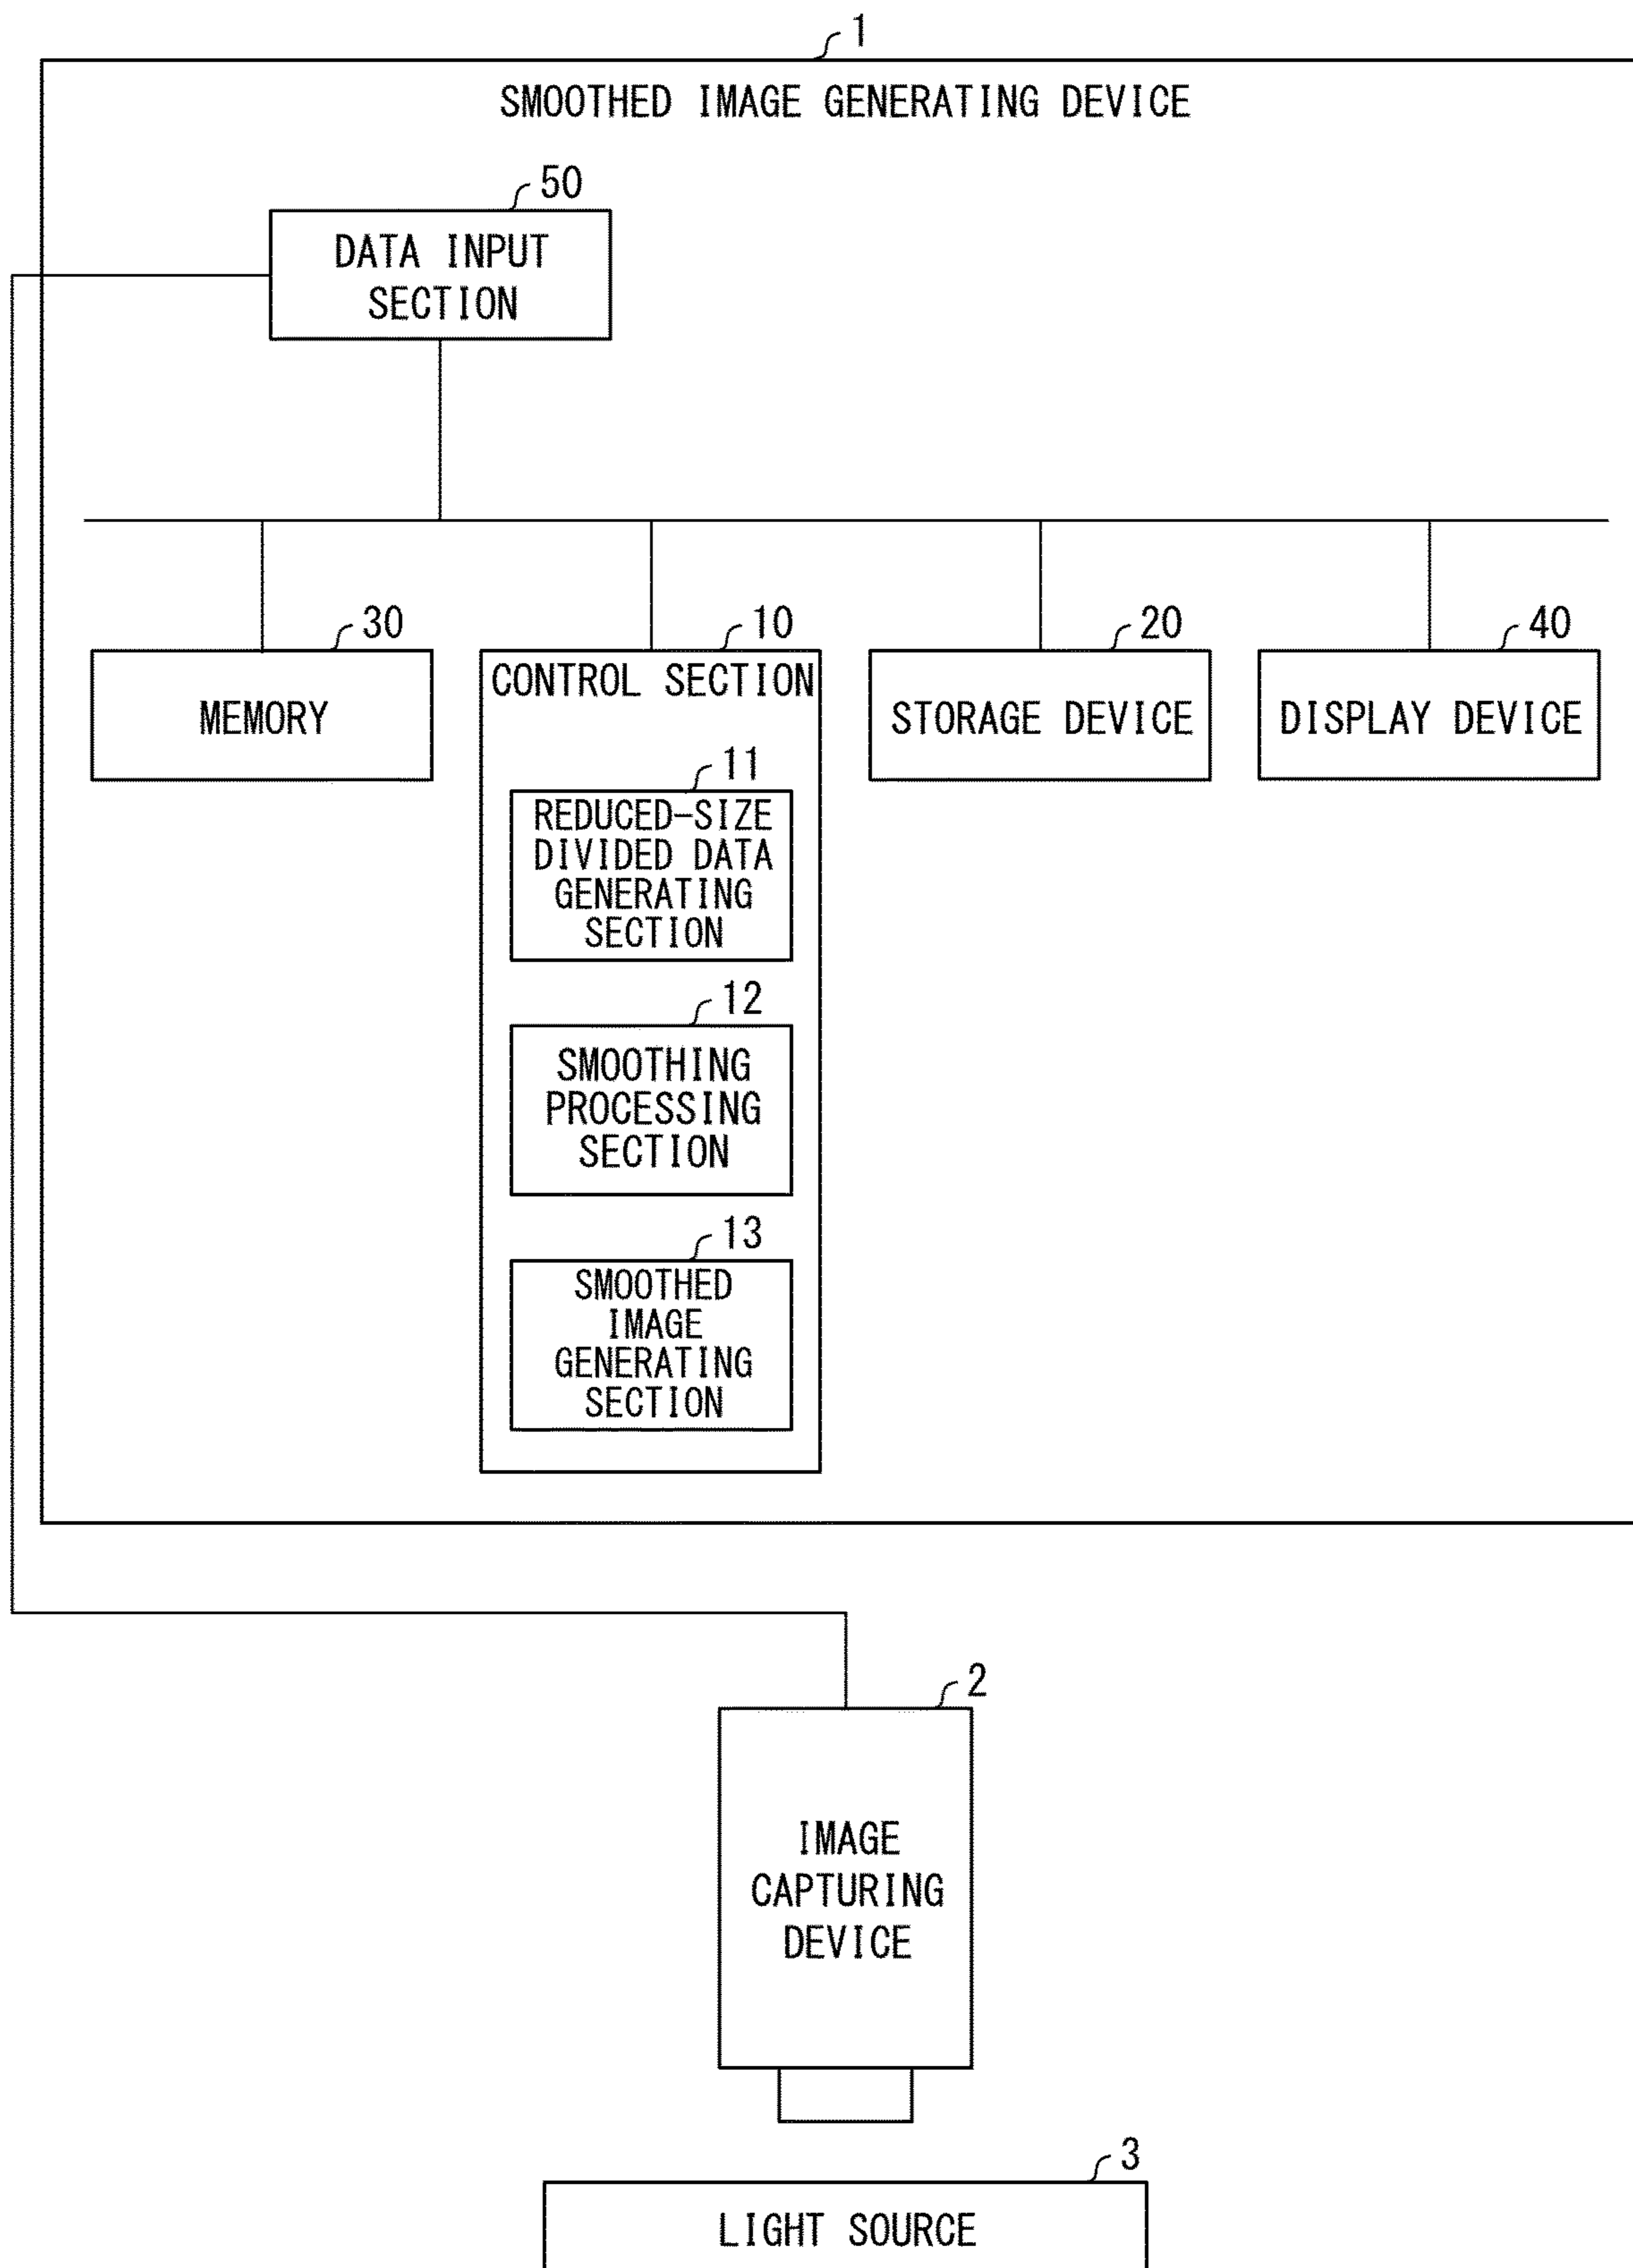 1
SMOOTHED IMAGE GENERATING DEVICE
50
DATA INPUT
SECTION
30
MEMORY
10
CONTROL SECTION
11
REDUCED-SIZE
DIVIDED DATA
GENERATING
SECTION
12
SMOOTHING
PROCESSING
SECTION
13
SMOOTHED
IMAGE
GENERATING
SECTION
20
STORAGE DEVICE
40
DISPLAY DEVICE
2
IMAGE
CAPTURING
DEVICE
3
LIGHT SOURCE